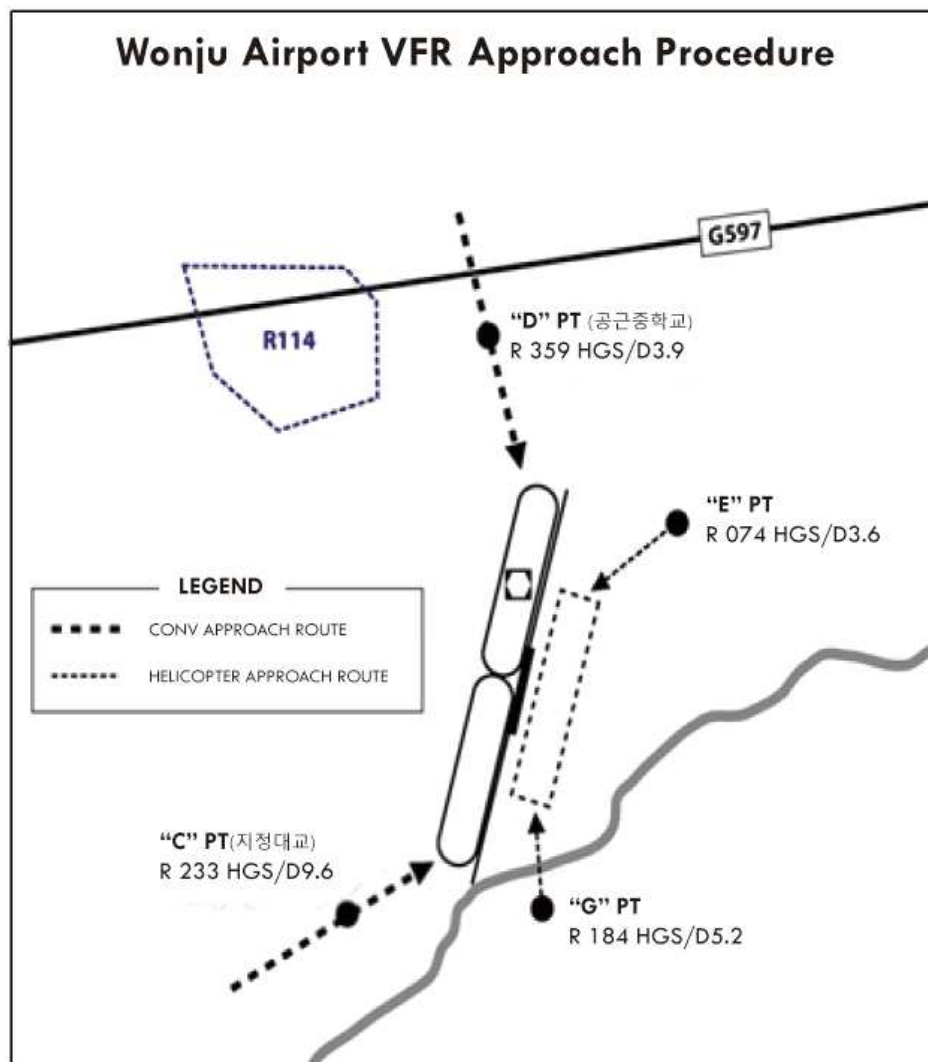 Wonju Airport VFR Approach Procedure
G597
R114
“D” PT (공근중학교)
R 359 HGS/D3.9
“E” PT
R 074 HGS/D3.6
LEGEND
CONV APPROACH ROUTE
HELICOPTER APPROACH ROUTE
“C” PT(지정대교)
R 233 HGS/D9.6
“G” PT
R 184 HGS/D5.2